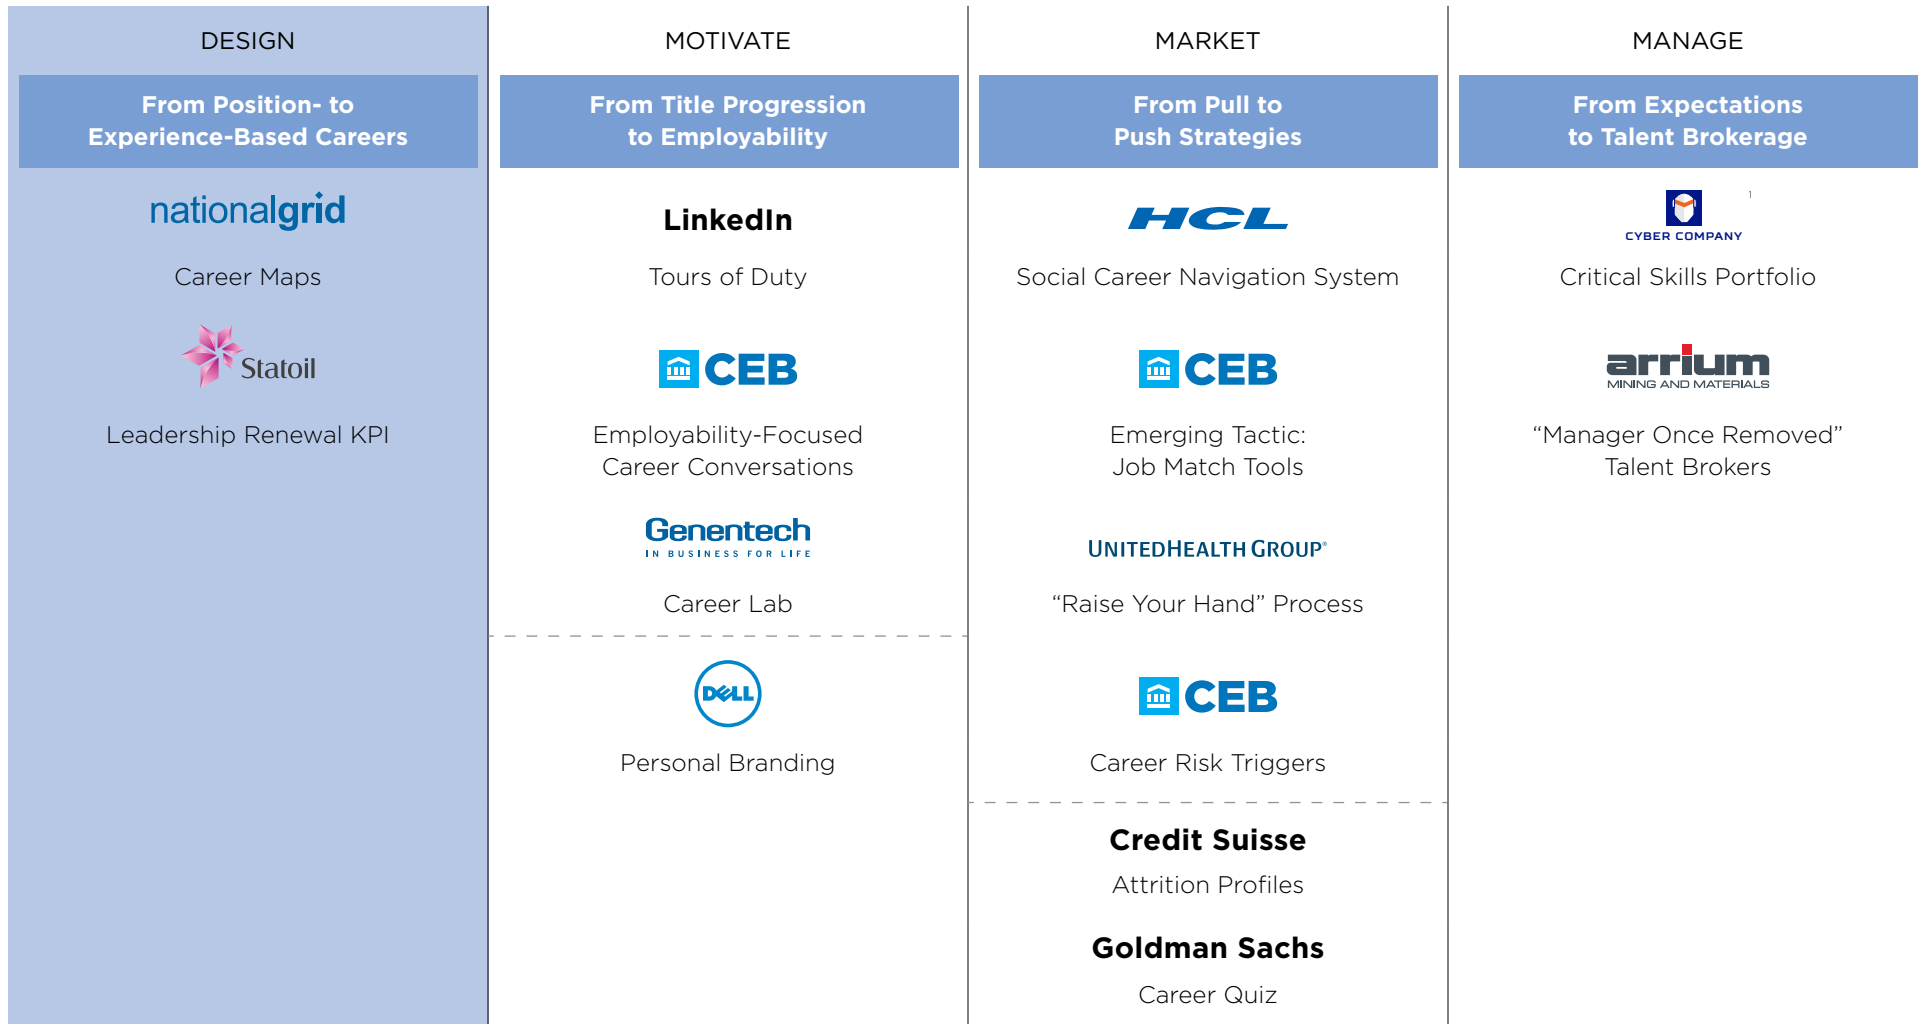 DESIGN
From Position- to
Experience-Based Careers
nationalgrid
Career Maps
Statoil
Leadership Renewal KPI
MOTIVATE
From Title Progression
to Employability
LinkedIn
Tours of Duty
CEB
Employability-Focused
Career Conversations
Genentech
IN BUSINESS FOR LIFE
Career Lab
DELL
Personal Branding
MARKET
From Pull to
Push Strategies
HCL
Social Career Navigation System
CEB
Emerging Tactic:
Job Match Tools
UNITEDHEALTH GROUP®
“Raise Your Hand” Process
CEB
Career Risk Triggers
Credit Suisse
Attrition Profiles
Goldman Sachs
Career Quiz
MANAGE
From Expectations
to Talent Brokerage
1
CYBER COMPANY
Critical Skills Portfolio
arrium
MINING AND MATERIALS
“Manager Once Removed”
Talent Brokers